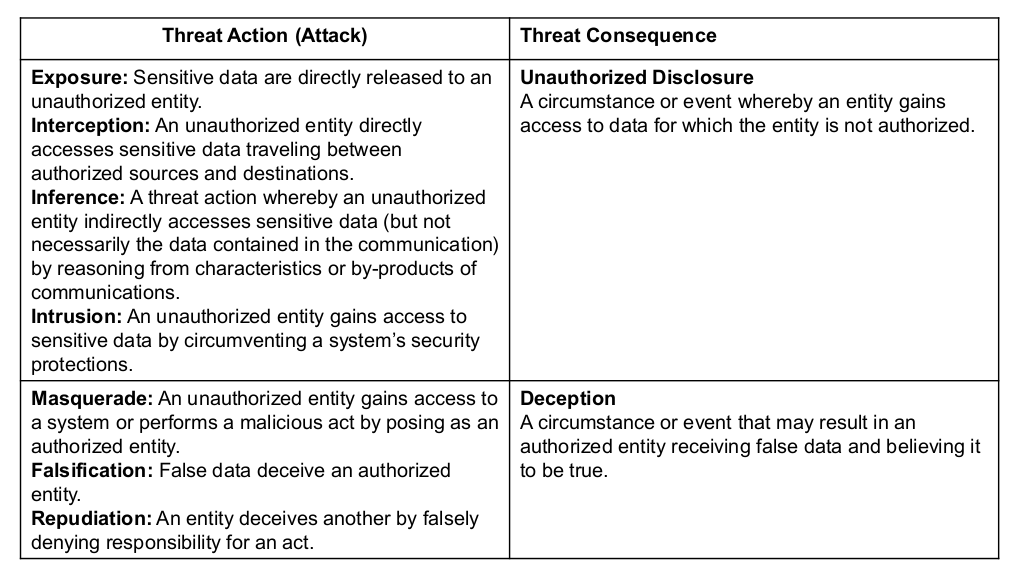 Threat Action (Attack)
Threat Consequence
Exposure: Sensitive data are directly released to an
unauthorized entity.
Interception: An unauthorized entity directly
accesses sensitive data traveling between
authorized sources and destinations.
Inference: A threat action whereby an unauthorized
entity indirectly accesses sensitive data (but not
necessarily the data contained in the communication)
by reasoning from characteristics or by-products of
communications.
Intrusion: An unauthorized entity gains access to
sensitive data by circumventing a system's security
protections.
Unauthorized Disclosure
A circumstance or event whereby an entity gains
access to data for which the entity is not authorized.
Masquerade: An unauthorized entity gains access to
a system or performs a malicious act by posing as an
authorized entity.
Falsification: False data deceive an authorized
entity.
Repudiation: An entity deceives another by falsely
denying responsibility for an act.
Deception
A circumstance or event that may result in an
authorized entity receiving false data and believing it
to be true.